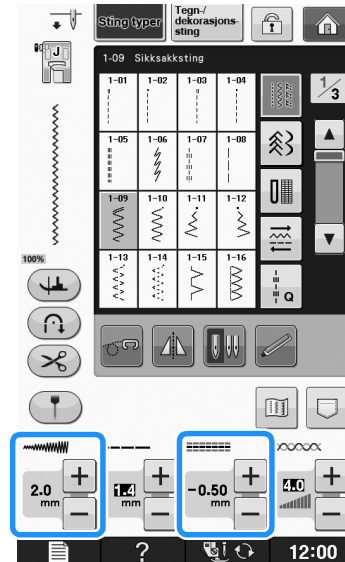 Sting typer
Tegn-/
dekorasjons-
sting
J
1-09 Sikksakksting
1-01 1-02 1-03 1-04
1/3
1-05 1-06 1-07 1-08
1-09 1-10 1-11 1-12
1-13 1-14 1-15 1-16
Q
100%
2.0 mm
1.4 mm
-0.50 mm
4.0
?
12:00